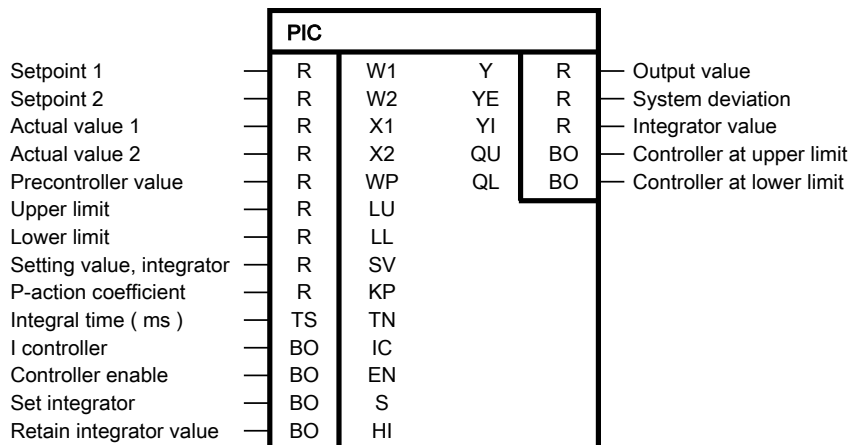 PIC
Setpoint 1 R W1 Y R Output value
Setpoint 2 R W2 YE R System deviation
Actual value 1 R X1 YI R Integrator value
Actual value 2 R X2 QU BO Controller at upper limit
Precontroller value R WP QL BO Controller at lower limit
Upper limit R LU
Lower limit R LL
Setting value, integrator R SV
P-action coefficient R KP
Integral time ( ms ) TS TN
I controller BO IC
Controller enable BO EN
Set integrator BO S
Retain integrator value BO HI